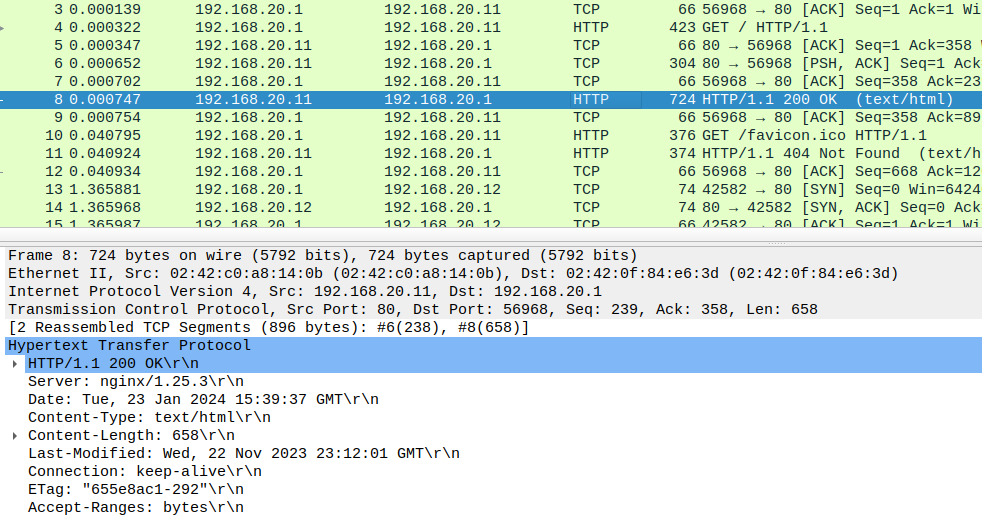 3 0.000139 192.168.20.1 192.168.20.11 TCP 66 56968 → 80 [ACK] Seq=1 Ack=1 Wi
4 0.000322 192.168.20.1 192.168.20.11 HTTP 423 GET / HTTP/1.1
5 0.000347 192.168.20.11 192.168.20.1 TCP 66 80 → 56968 [ACK] Seq=1 Ack=358
6 0.000652 192.168.20.11 192.168.20.1 TCP 304 80 → 56968 [PSH, ACK] Seq=1 Ack
7 0.000702 192.168.20.1 192.168.20.11 TCP 66 56968 → 80 [ACK] Seq=358 Ack=23
8 0.000747 192.168.20.11 192.168.20.1 HTTP 724 HTTP/1.1 200 OK (text/html)
9 0.000754 192.168.20.1 192.168.20.11 TCP 66 56968 → 80 [ACK] Seq=358 Ack=89
10 0.040795 192.168.20.1 192.168.20.11 HTTP 376 GET /favicon.ico HTTP/1.1
11 0.040924 192.168.20.11 192.168.20.1 HTTP 374 HTTP/1.1 404 Not Found (text/h
12 0.040934 192.168.20.1 192.168.20.11 TCP 66 56968 → 80 [ACK] Seq=668 Ack=12
13 1.365881 192.168.20.1 192.168.20.12 TCP 74 42582 → 80 [SYN] Seq=0 Win=6424
14 1.365968 192.168.20.12 192.168.20.1 TCP 74 80 → 42582 [SYN, ACK] Seq=0 Ack
15 1.365987 192.168.20.1 192.168.20.12 TCP 66 42582 → 80 [ACK] Seq=1 Ack=1 Wi
Frame 8: 724 bytes on wire (5792 bits), 724 bytes captured (5792 bits)
Ethernet II, Src: 02:42:c0:a8:14:0b (02:42:c0:a8:14:0b), Dst: 02:42:0f:84:e6:3d (02:42:0f:84:e6:3d)
Internet Protocol Version 4, Src: 192.168.20.11, Dst: 192.168.20.1
Transmission Control Protocol, Src Port: 80, Dst Port: 56968, Seq: 239, Ack: 358, Len: 658
[2 Reassembled TCP Segments (896 bytes): #6(238), #8(658)]
Hypertext Transfer Protocol
HTTP/1.1 200 OK\r\n
Server: nginx/1.25.3\r\n
Date: Tue, 23 Jan 2024 15:39:37 GMT\r\n
Content-Type: text/html\r\n
Content-Length: 658\r\n
Last-Modified: Wed, 22 Nov 2023 23:12:01 GMT\r\n
Connection: keep-alive\r\n
ETag: "655e8ac1-292"\r\n
Accept-Ranges: bytes\r\n